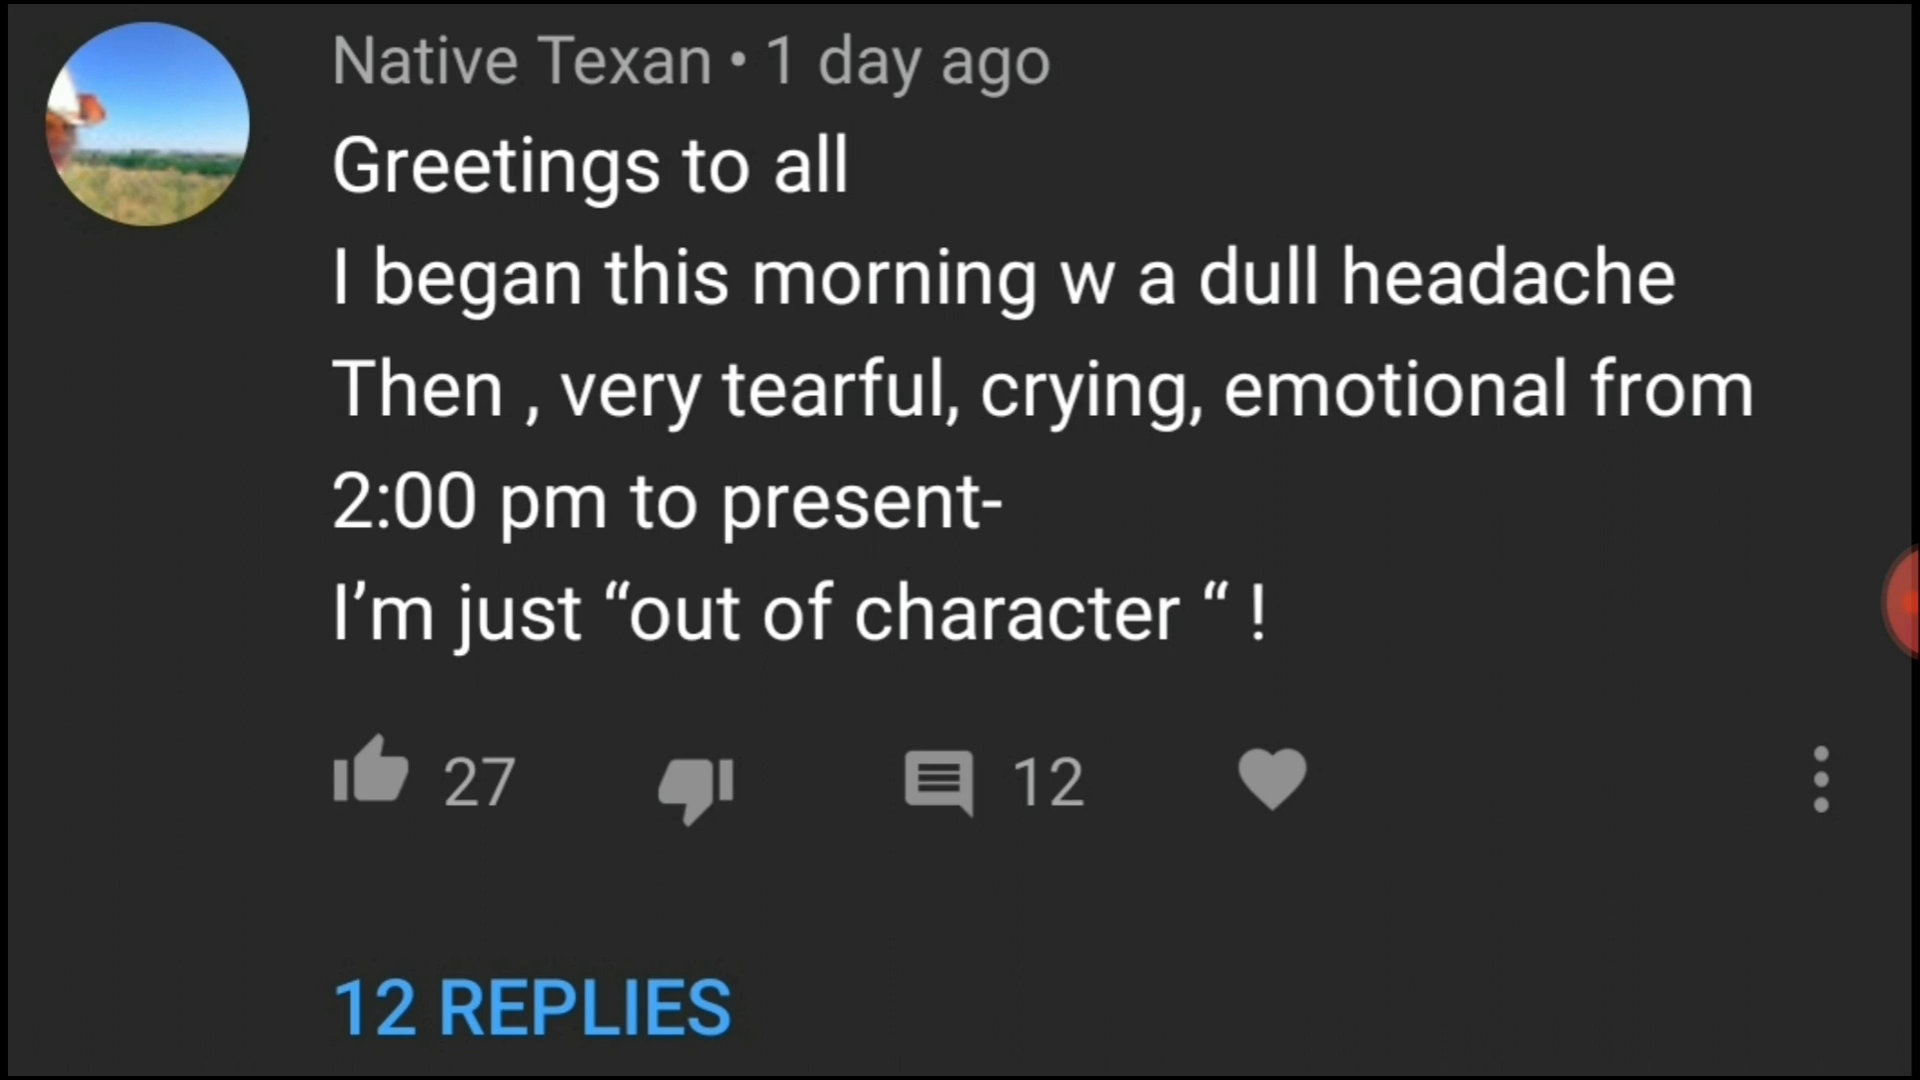 Native Texan • 1 day ago
Greetings to all
I began this morning w a dull headache
Then , very tearful, crying, emotional from
2:00 pm to present-
I’m just “out of character “ !
27 12
12 REPLIES